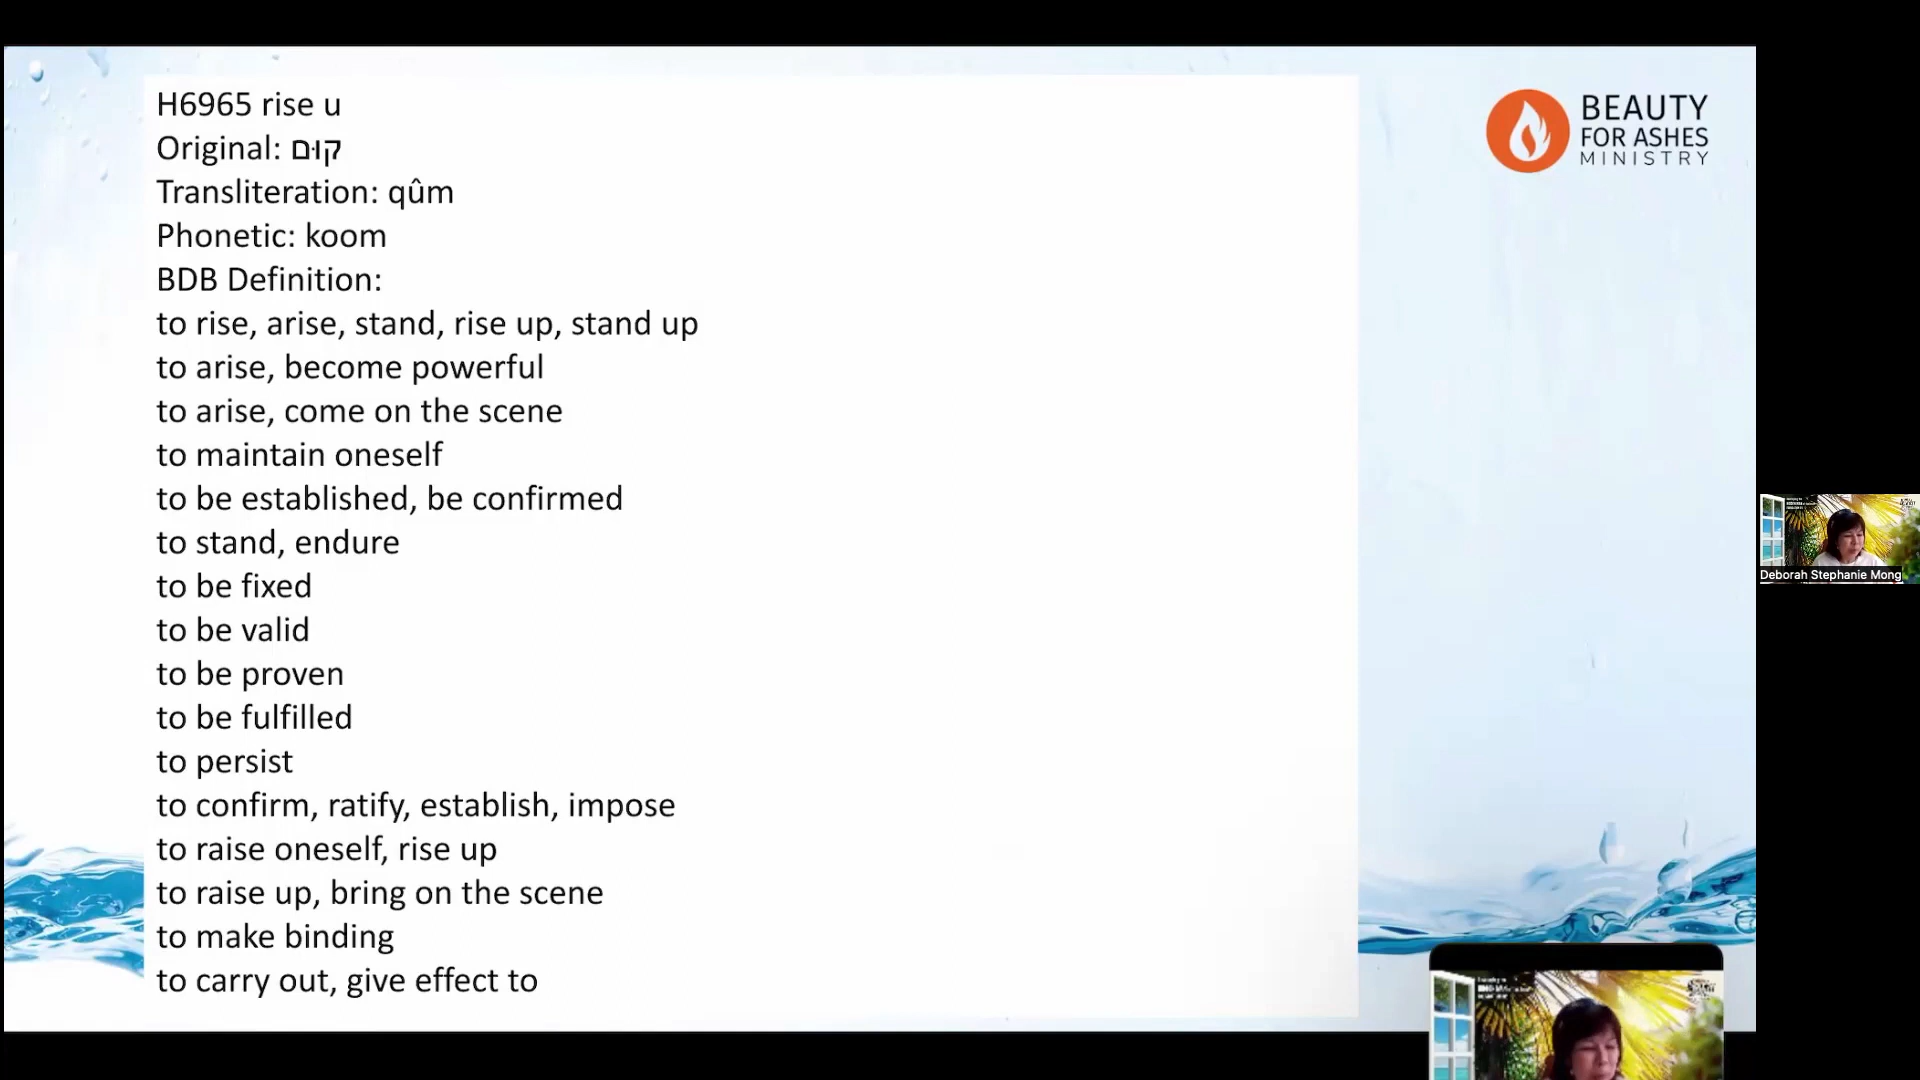 H6965 rise u
Original: קוּם
Transliteration: qûm
Phonetic: koom
BDB Definition:
to rise, arise, stand, rise up, stand up
to arise, become powerful
to arise, come on the scene
to maintain oneself
to be established, be confirmed
to stand, endure
to be fixed
to be valid
to be proven
to be fulfilled
to persist
to confirm, ratify, establish, impose
to raise oneself, rise up
to raise up, bring on the scene
to make binding
to carry out, give effect to
BEAUTY
FOR ASHES
MINISTRY
Deborah Stephanie Mong